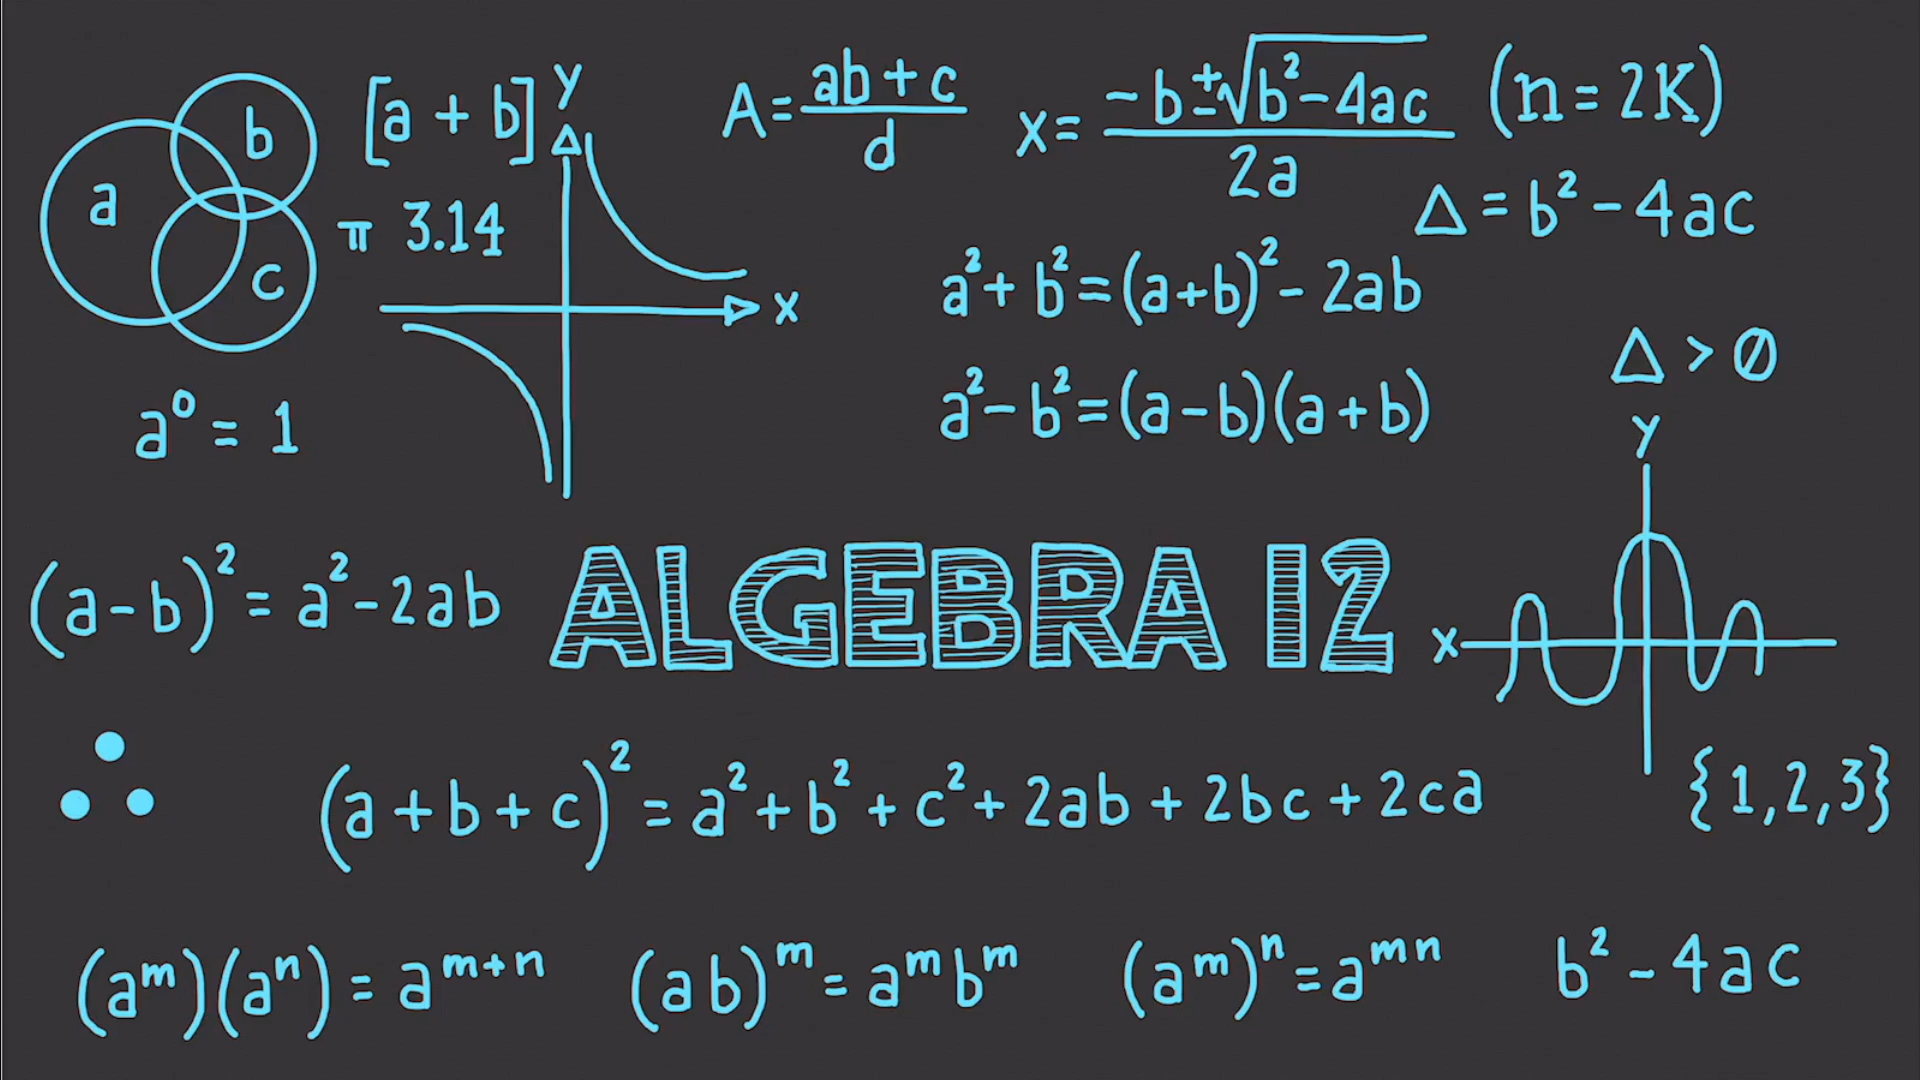 b
a
c
[a + b]
π 3.14
a⁰ = 1
y
x
A = (ab + c)/d
x = (-b ± √(b² - 4ac))/2a
(n = 2K)
Δ = b² - 4ac
a² + b² = (a+b)² - 2ab
a² - b² = (a-b)(a+b)
Δ > 0
y
x
(a-b)² = a² - 2ab
ALGEBRA 12
∴
(a + b + c)² = a² + b² + c² + 2ab + 2bc + 2ca
{1,2,3}
(aᵐ)(aⁿ) = aᵐ⁺ⁿ
(ab)ᵐ = aᵐbᵐ
(aᵐ)ⁿ = aᵐⁿ
b² - 4ac